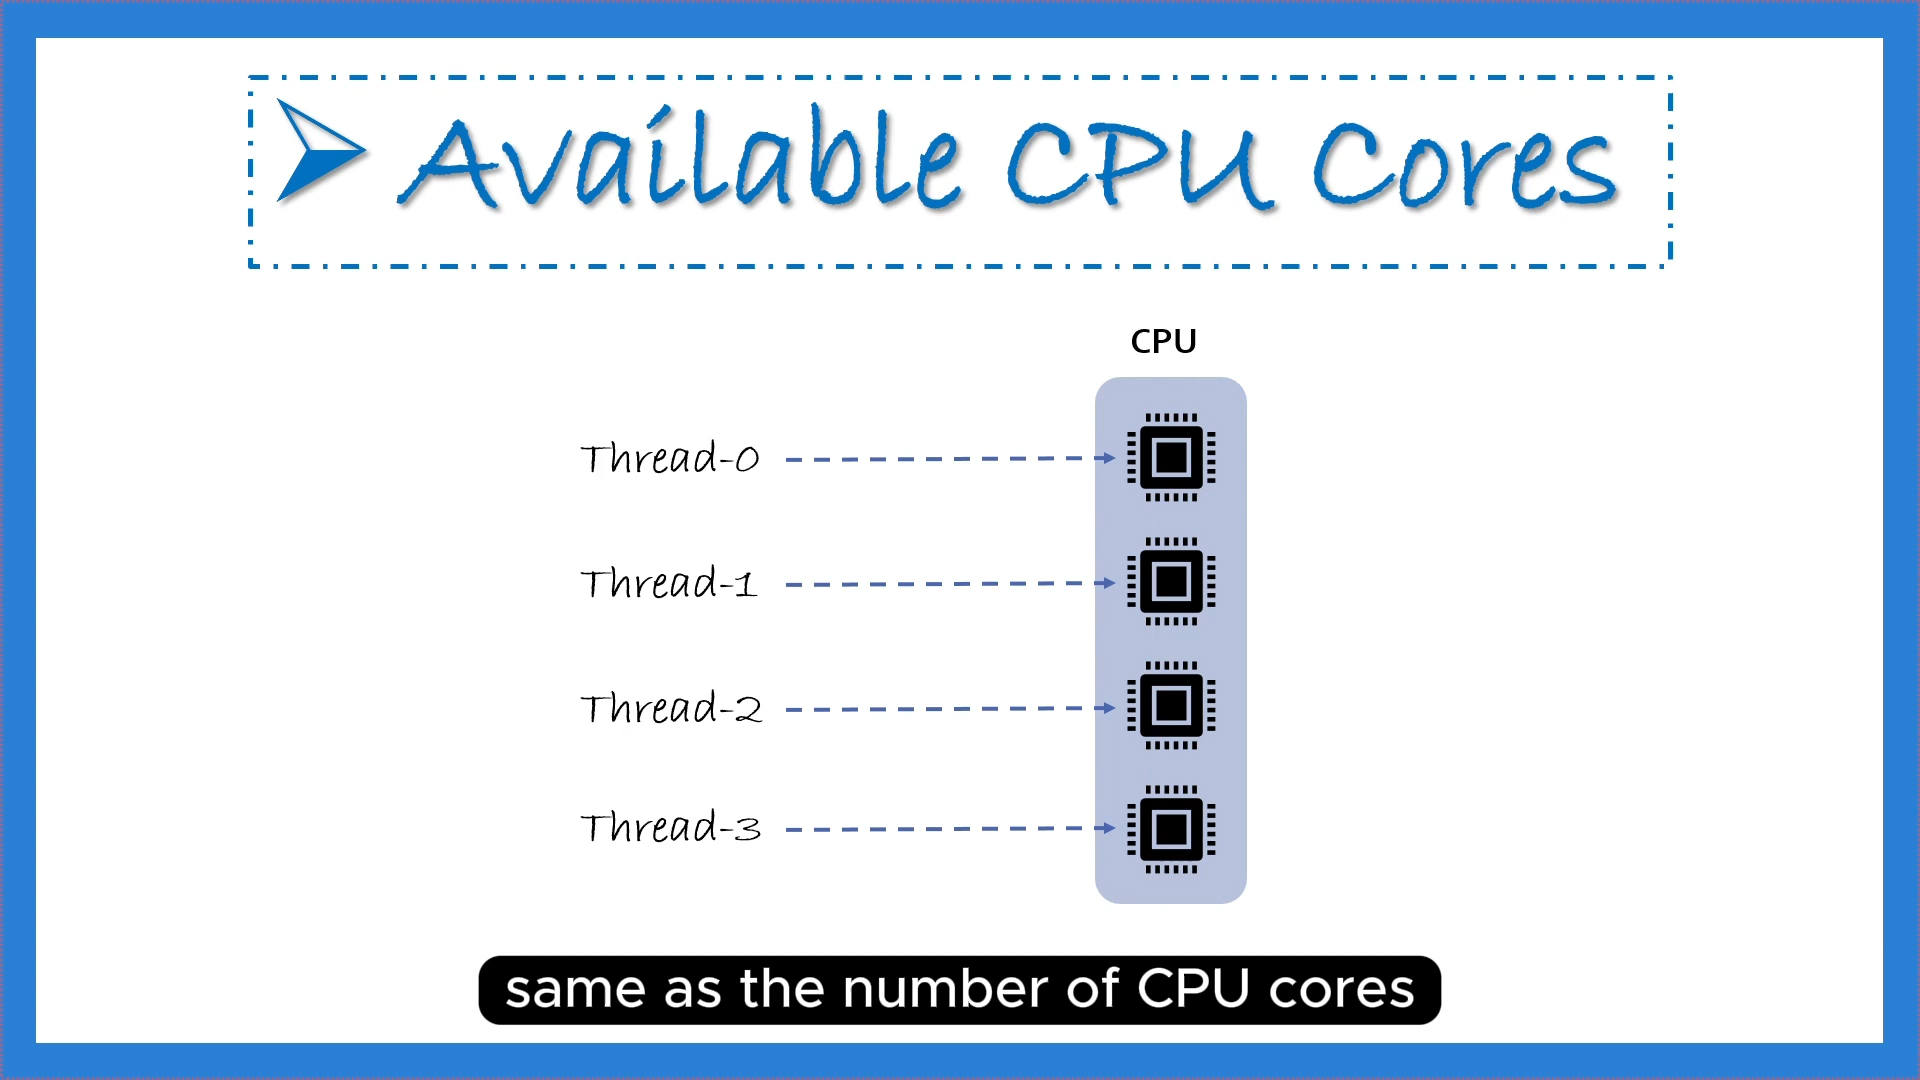 Available CPU Cores
CPU
Thread-0
Thread-1
Thread-2
Thread-3
same as the number of CPU cores